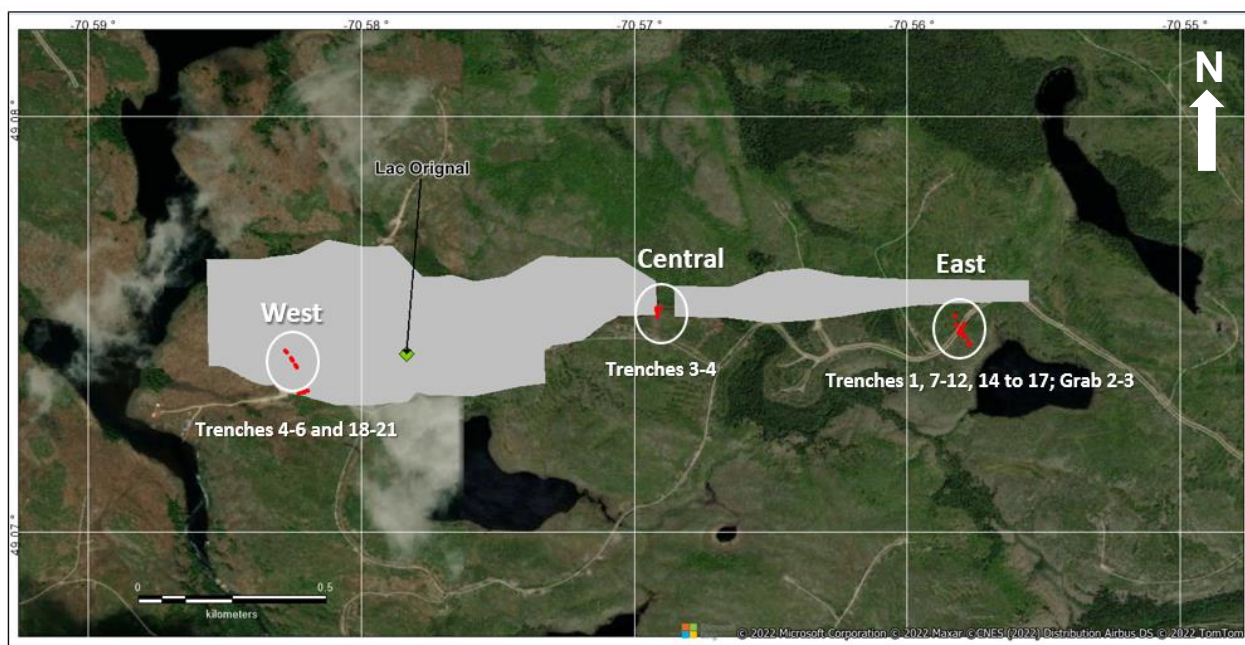 -70.59 °
-70.58 °
-70.57 °
-70.56 °
-70.55 °
N
49.08 °
Lac Orignal
Central
East
West
Trenches 3-4
Trenches 1, 7-12, 14 to 17; Grab 2-3
Trenches 4-6 and 18-21
49.07 °
0
0.5
kilometers
© 2022 Microsoft Corporation © 2022 Maxar © CNES (2022) Distribution Airbus DS © 2022 TomTom